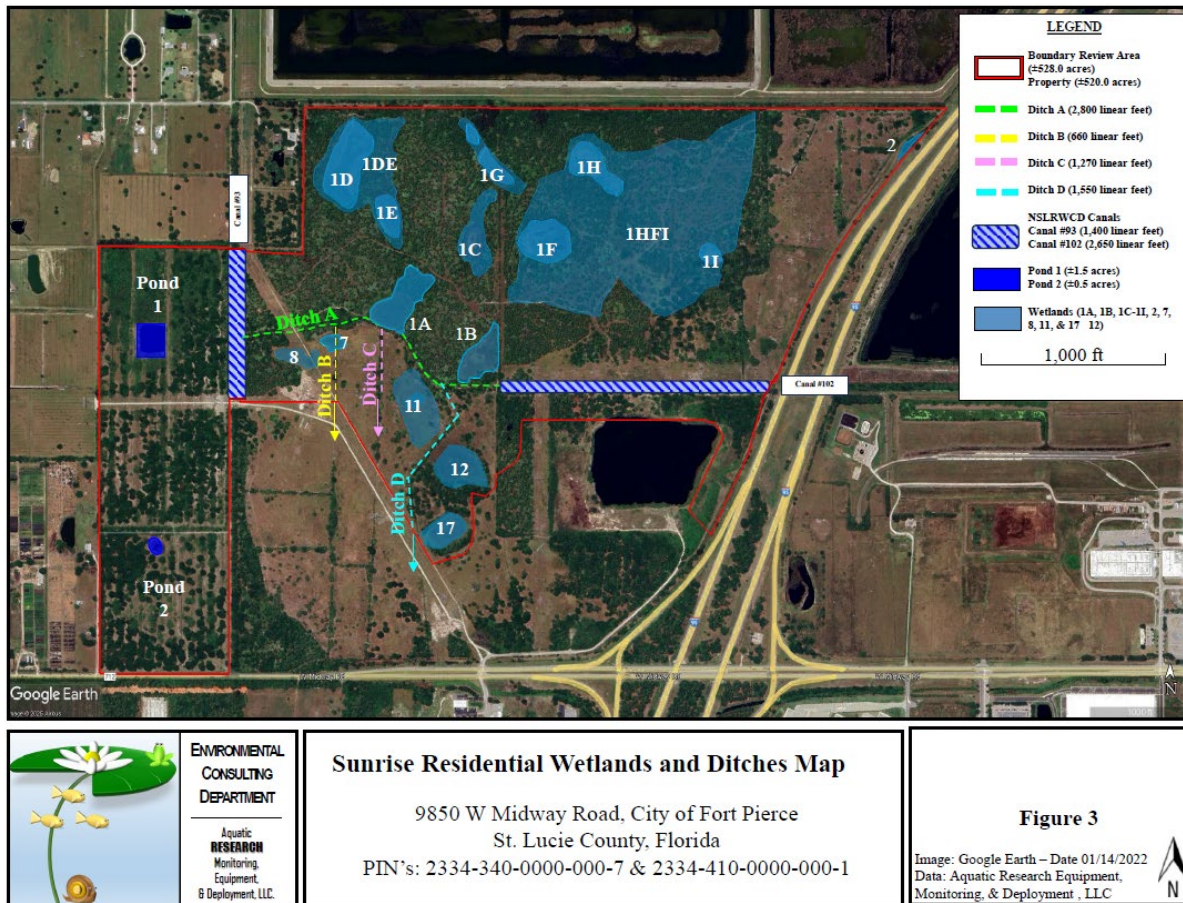 LEGEND
Boundary Review Area
(±528.0 acres)
Property (±520.0 acres)
Ditch A (2,800 linear feet)
Ditch B (660 linear feet)
Ditch C (1,270 linear feet)
Ditch D (1,550 linear feet)
NSLRWCD Canals
Canal #93 (1,400 linear feet)
Canal #102 (2,650 linear feet)
Pond 1 (±1.5 acres)
Pond 2 (±0.5 acres)
Wetlands (1A, 1B, 1C-1I, 2, 7,
8, 11, & 17 12)
1,000 ft
2
1DE
1D
1E
1G
1H
1C
1F
1HFI
1I
Canal #93
Pond
1
Ditch A
1A
1B
7
8
Ditch B
Ditch C
Canal #102
11
12
Ditch D
17
Pond
2
712
95
95
95
Google Earth
1000 ft
N
ENVIRONMENTAL
CONSULTING
DEPARTMENT
Aquatic
RESEARCH
Monitoring,
Equipment,
& Deployment, LLC.
Sunrise Residential Wetlands and Ditches Map
9850 W Midway Road, City of Fort Pierce
St. Lucie County, Florida
PIN's: 2334-340-0000-000-7 & 2334-410-0000-000-1
Figure 3
Image: Google Earth – Date 01/14/2022
Data: Aquatic Research Equipment,
Monitoring, & Deployment , LLC
N